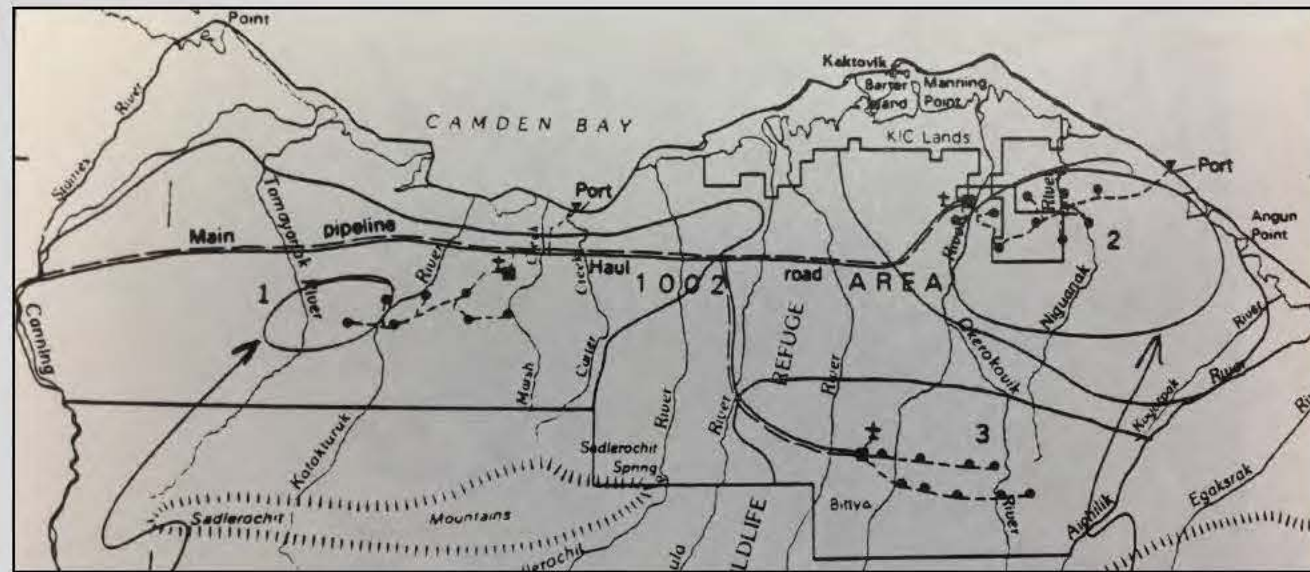 Point
River
Staines
CAMDEN BAY
Kaktovik
Barter Island
Manning Point
KIC Lands
Port
Port
Angun Point
Tamayariak River
Main pipeline
River
Creek
Creek
Haul road
1002 AREA
River
River
Niguanak
1
2
3
Canning
REFUGE
River
Okerokovik
River
River
Marsh
Carter
River
River
Katakturuk
Sadlerochit Spring
Sadlerochit Mountains
Bitty
River
Aichilik
Egaksrak
WILDLIFE